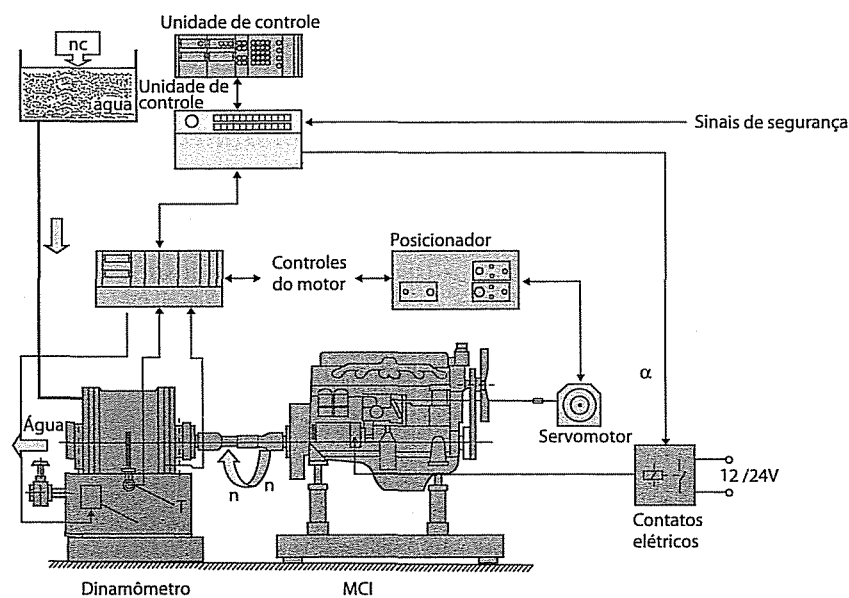 Unidade de controle
nc
Unidade de
controle
água
Sinais de segurança
Posicionador
Controles
do motor
α
Água
Servomotor
n
n
T
12 /24V
Contatos
elétricos
Dinamômetro
MCI